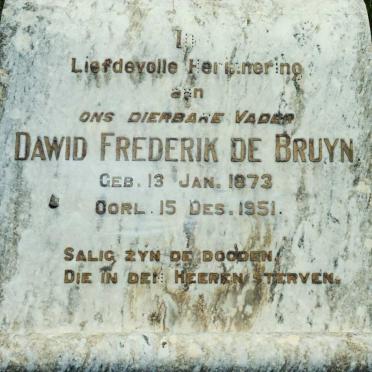 In
Liefdevolle Herinnering
aan
ons dierbare Vader
Dawid Frederik de Bruyn
Geb. 13 Jan. 1873
Oorl. 15 Des. 1951.
Salig zyn de dooden,
Die in den Heeren sterven.